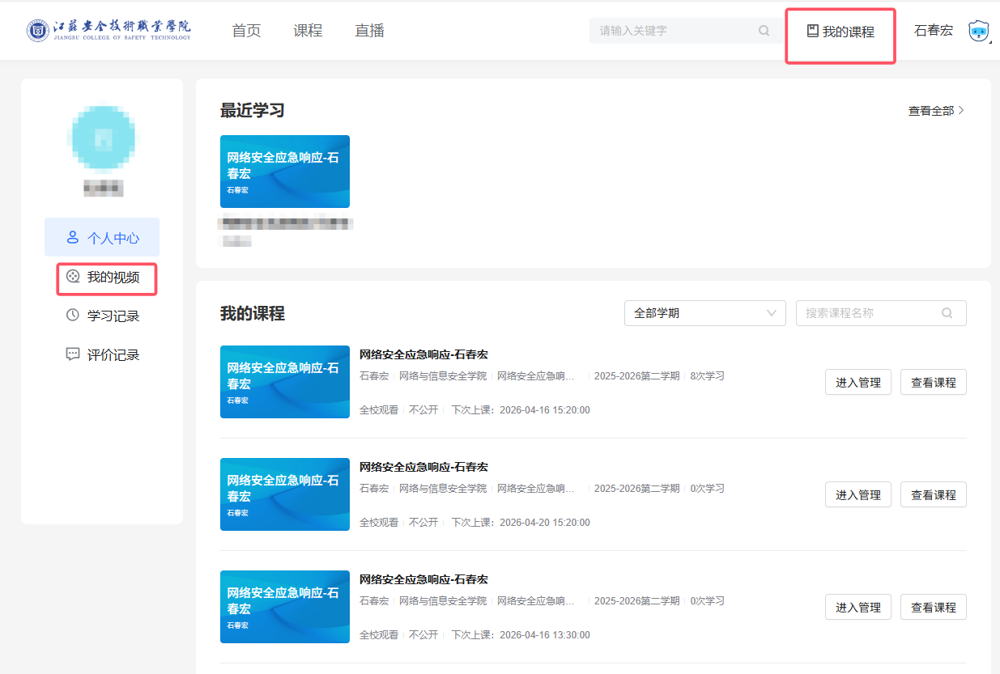 江苏安全技術職業學院
JIANGSU COLLEGE OF SAFETY TECHNOLOGY
首页 课程 直播
请输入关键字
我的课程
石春宏
个人中心
我的视频
学习记录
评价记录
最近学习
查看全部
网络安全应急响应-石
春宏
石春宏
我的课程
全部学期
搜索课程名称
网络安全应急响应-石
春宏
石春宏
网络安全应急响应-石春宏
石春宏 网络与信息安全学院 网络安全应急响... 2025-2026第二学期 8次学习
全校观看 不公开 下次上课：2026-04-16 15:20:00
进入管理 查看课程
网络安全应急响应-石
春宏
石春宏
网络安全应急响应-石春宏
石春宏 网络与信息安全学院 网络安全应急响... 2025-2026第二学期 0次学习
全校观看 不公开 下次上课：2026-04-20 15:20:00
进入管理 查看课程
网络安全应急响应-石
春宏
石春宏
网络安全应急响应-石春宏
石春宏 网络与信息安全学院 网络安全应急响... 2025-2026第二学期 0次学习
全校观看 不公开 下次上课：2026-04-16 13:30:00
进入管理 查看课程